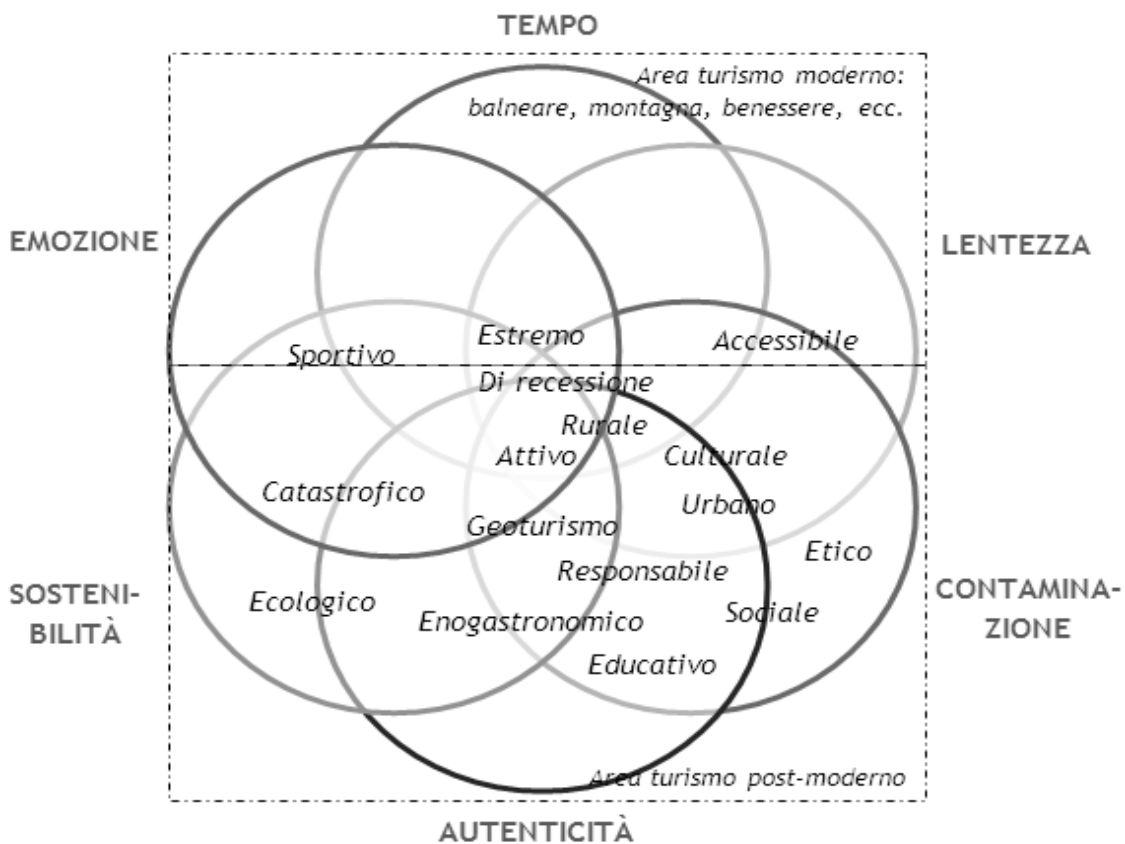 TEMPO
Area turismo moderno:
balneare, montagna, benessere, ecc.
EMOZIONE
LENTEZZA
Estremo
Accessibile
Sportivo
Di recessione
Rurale
Attivo
Culturale
Catastrofico
Urbano
Geoturismo
Etico
Responsabile
SOSTENI-
BILITÀ
Ecologico
Enogastronomico
Sociale
CONTAMINA-
ZIONE
Educativo
Area turismo post-moderno
AUTENTICITÀ